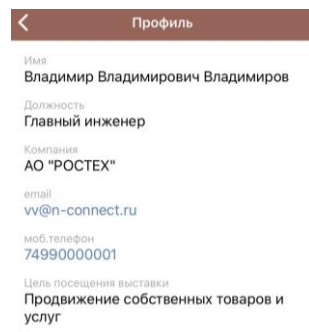 Профиль
Имя
Владимир Владимирович Владимиров
Должность
Главный инженер
Компания
АО "РОСТЕХ"
email
vv@n-connect.ru
моб.телефон
74990000001
Цель посещения выставки
Продвижение собственных товаров и
услуг